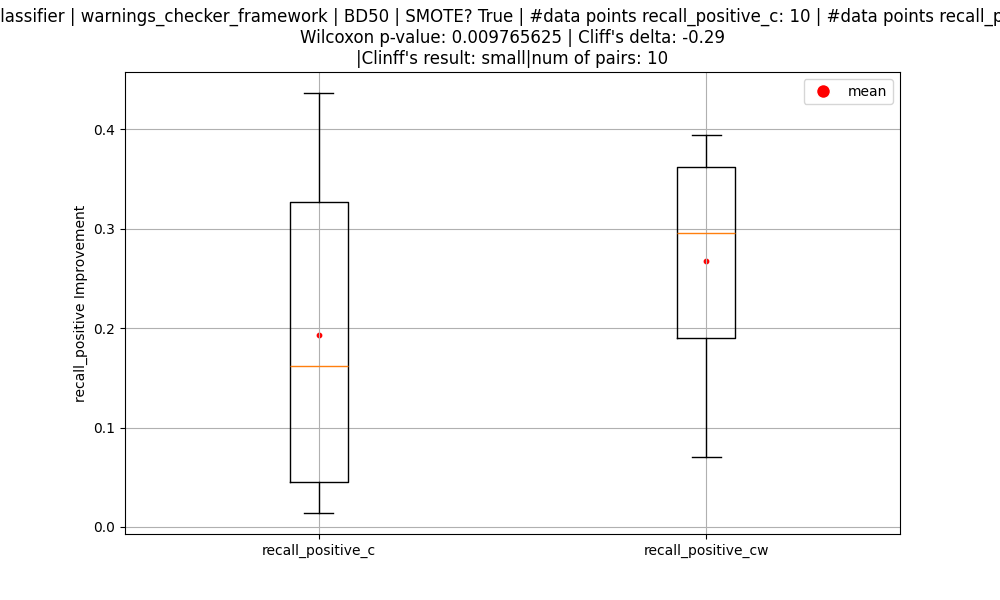 lassifier | warnings_checker_framework | BD50 | SMOTE? True | #data points recall_positive_c: 10 | #data points recall_p
Wilcoxon p-value: 0.009765625 | Cliff's delta: -0.29
|Clinff's result: small|num of pairs: 10
mean
0.4
0.3
0.2
0.1
0.0
recall_positive Improvement
recall_positive_c
recall_positive_cw